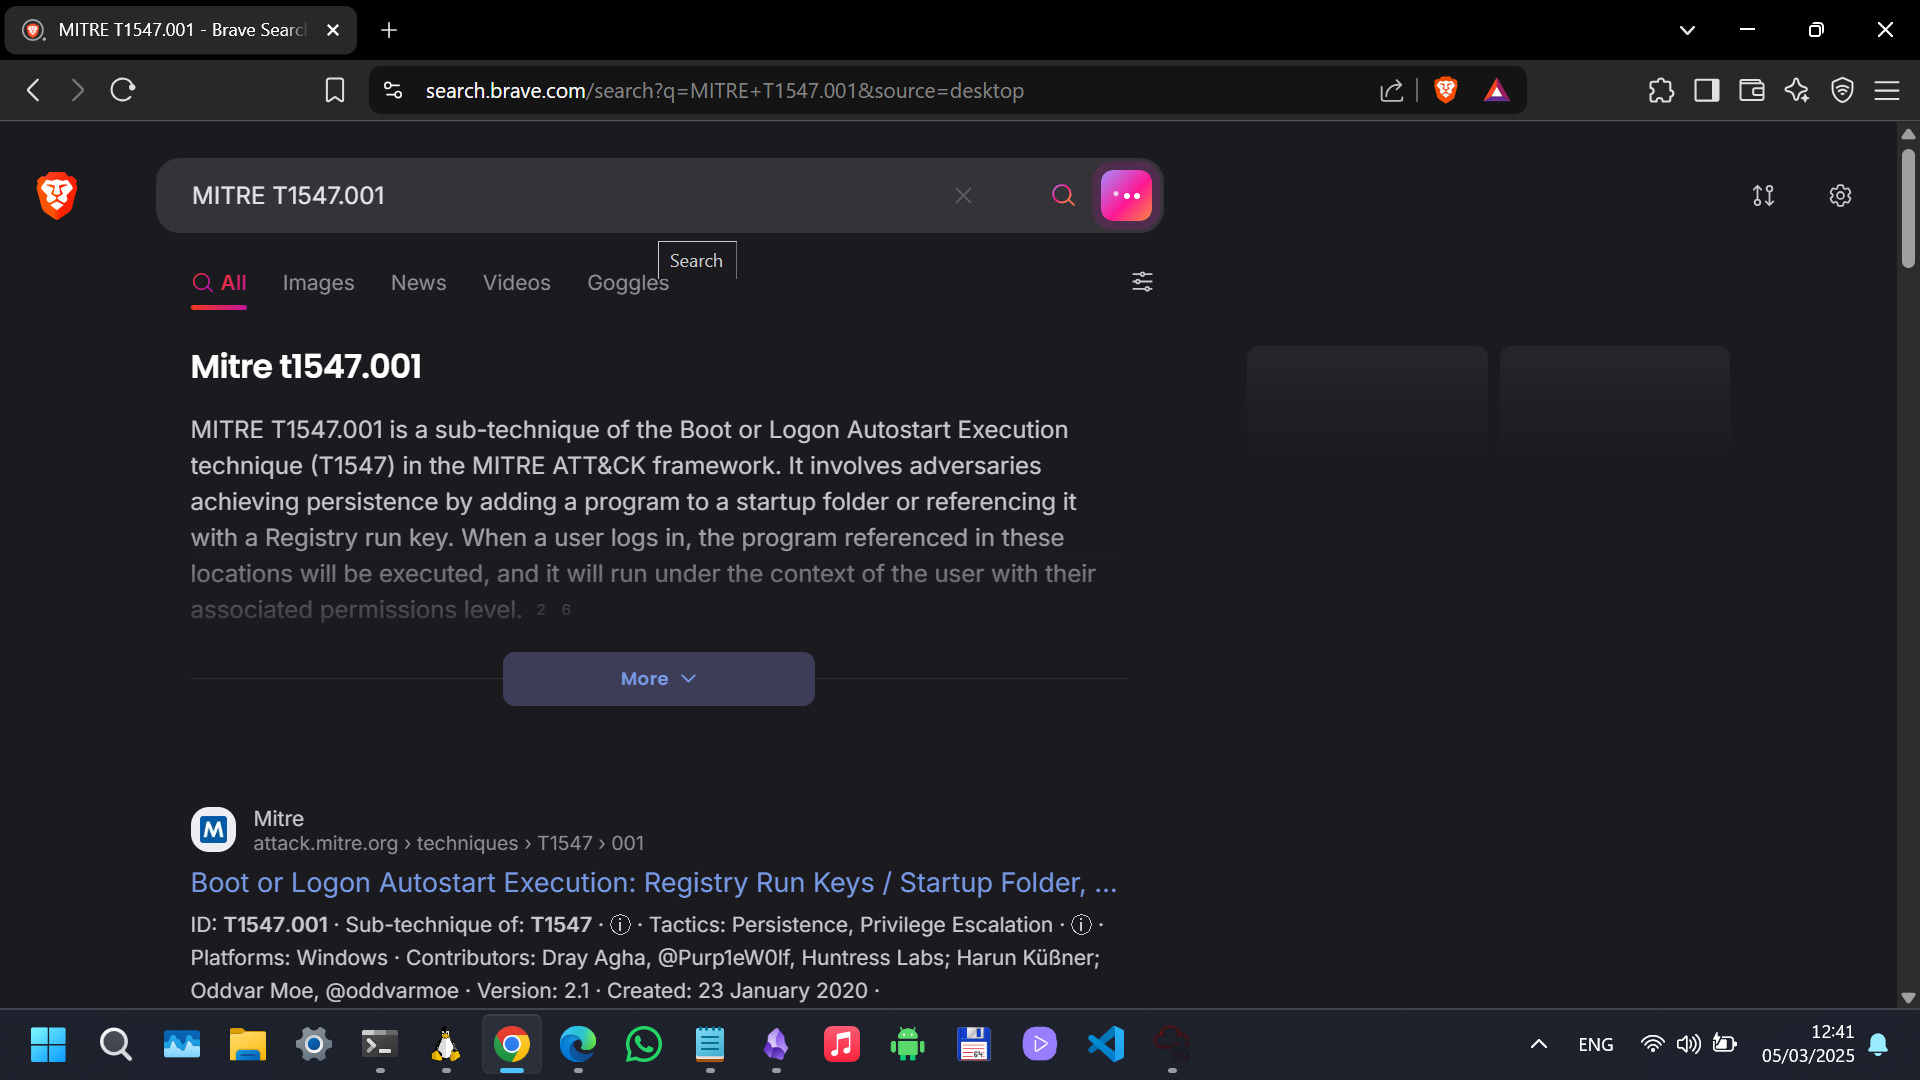 MITRE T1547.001 - Brave Searc
search.brave.com/search?q=MITRE+T1547.001&source=desktop
MITRE T1547.001
Search
All Images News Videos Goggles
Mitre t1547.001
MITRE T1547.001 is a sub-technique of the Boot or Logon Autostart Execution
technique (T1547) in the MITRE ATT&CK framework. It involves adversaries
achieving persistence by adding a program to a startup folder or referencing it
with a Registry run key. When a user logs in, the program referenced in these
locations will be executed, and it will run under the context of the user with their
associated permissions level. 2 6
More
M
Mitre
attack.mitre.org › techniques › T1547 › 001
Boot or Logon Autostart Execution: Registry Run Keys / Startup Folder, ...
ID: T1547.001 · Sub-technique of: T1547 · ⓘ · Tactics: Persistence, Privilege Escalation · ⓘ ·
Platforms: Windows · Contributors: Dray Agha, @Purp1eW0lf, Huntress Labs; Harun Küßner;
Oddvar Moe, @oddvarmoe · Version: 2.1 · Created: 23 January 2020 ·
64
ENG
12:41
05/03/2025